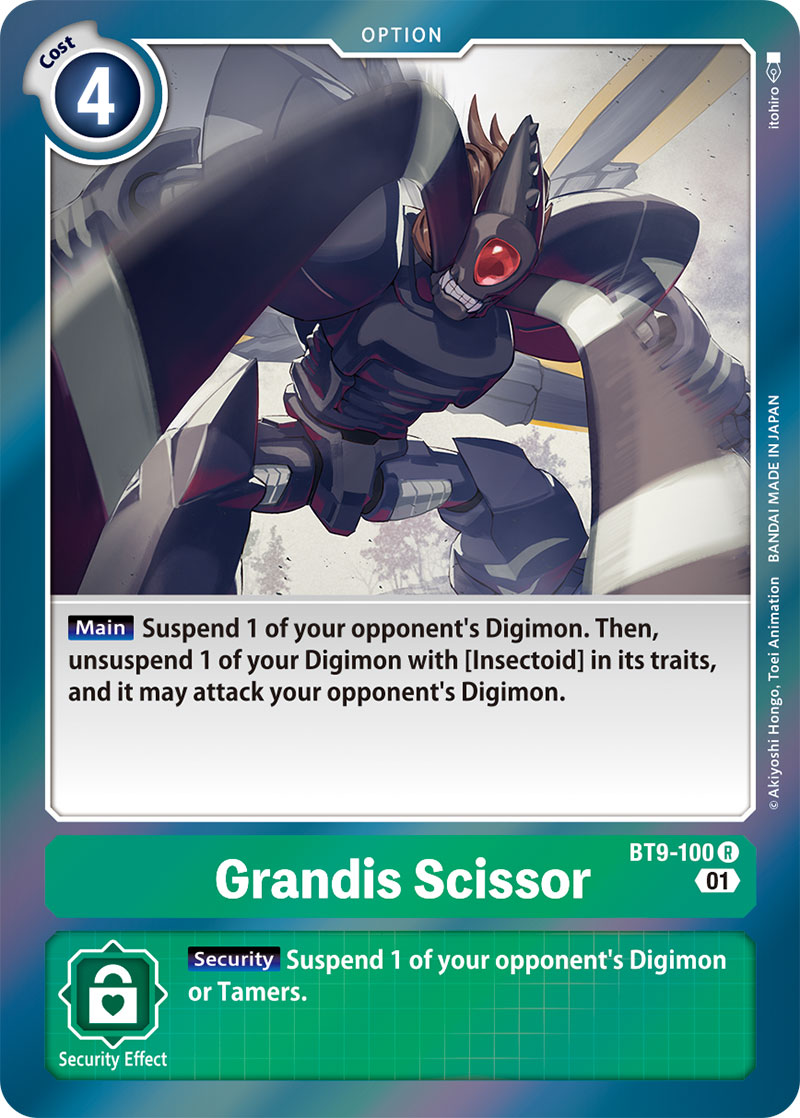 OPTION
Cost
4
itohiro
Main Suspend 1 of your opponent's Digimon. Then,
unsuspend 1 of your Digimon with [Insectoid] in its traits,
and it may attack your opponent's Digimon.
© Akiyoshi Hongo, Toei Animation BANDAI MADE IN JAPAN
BT9-100 R
Grandis Scissor
01
Security Suspend 1 of your opponent's Digimon
or Tamers.
Security Effect